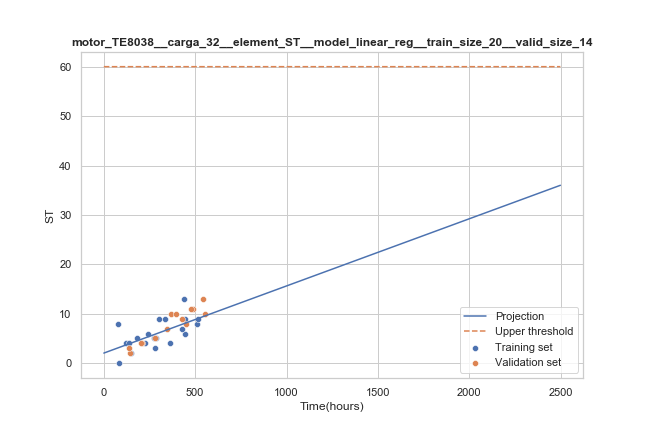 motor_TE8038__carga_32__element_ST__model_linear_reg__train_size_20__valid_size_14
60
50
40
30
20
10
0
ST
0
500
1000
1500
2000
2500
Time(hours)
Projection
Upper threshold
Training set
Validation set